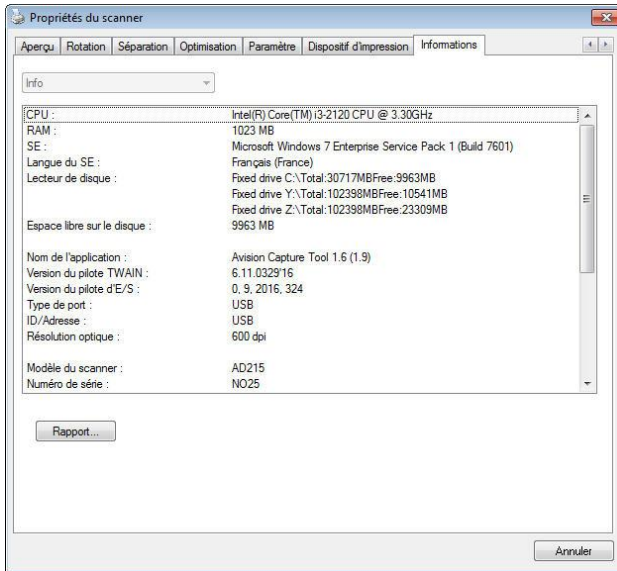 Propriétés du scanner
Aperçu Rotation Séparation Optimisation Paramètre Dispositif d'impression Informations
Info
CPU : Intel(R) Core(TM) i3-2120 CPU @ 3.30GHz
RAM : 1023 MB
SE : Microsoft Windows 7 Enterprise Service Pack 1 (Build 7601)
Langue du SE : Français (France)
Lecteur de disque : Fixed drive C:\Total:30717MBFree:9963MB
Fixed drive Y:\Total:102398MBFree:10541MB
Fixed drive Z:\Total:102398MBFree:23309MB
Espace libre sur le disque : 9963 MB
Nom de l'application : Avision Capture Tool 1.6 (1.9)
Version du pilote TWAIN : 6.11.0329'16
Version du pilote d'E/S : 0, 9, 2016, 324
Type de port : USB
ID/Adresse : USB
Résolution optique : 600 dpi
Modèle du scanner : AD215
Numéro de série : NO25
Rapport...
Annuler